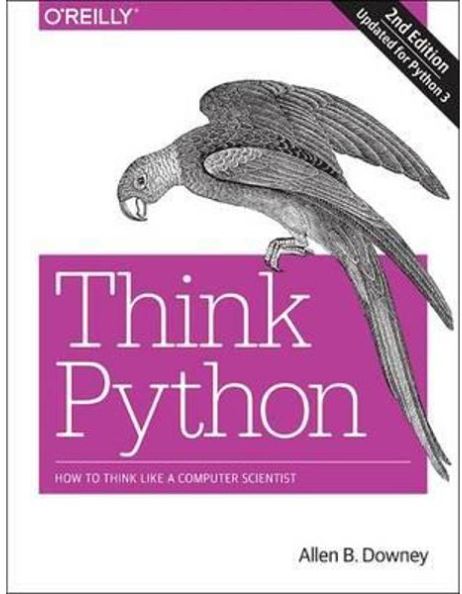 O'REILLY
2nd Edition
Updated for Python 3
Think
Python
HOW TO THINK LIKE A COMPUTER SCIENTIST
Allen B. Downey